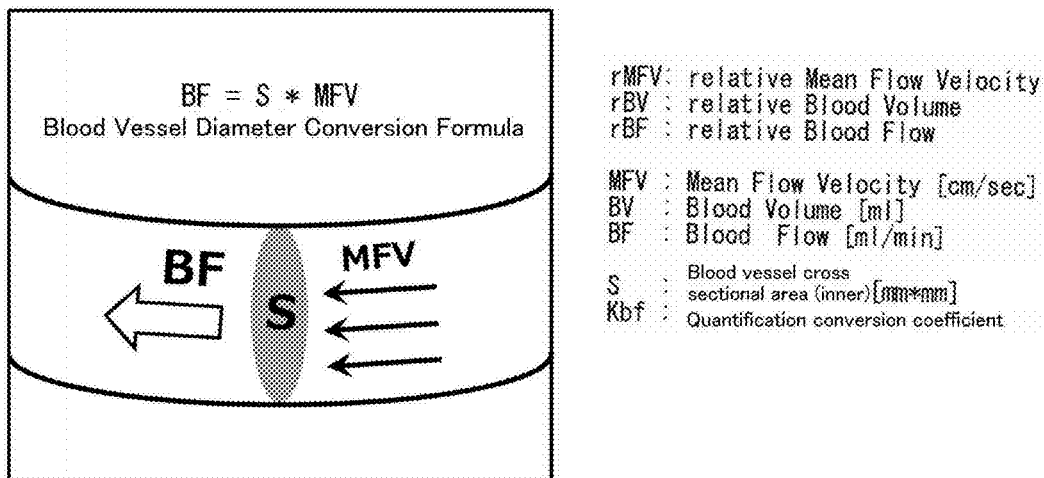 BF = S * MFV
Blood Vessel Diameter Conversion Formula
BF
S
MFV
rMFV: relative Mean Flow Velocity
rBV : relative Blood Volume
rBF : relative Blood Flow
MFV : Mean Flow Velocity [cm/sec]
BV : Blood Volume [ml]
BF : Blood Flow [ml/min]
S : Blood vessel cross
sectional area (inner)[mm*mm]
Kbf : Quantification conversion coefficient